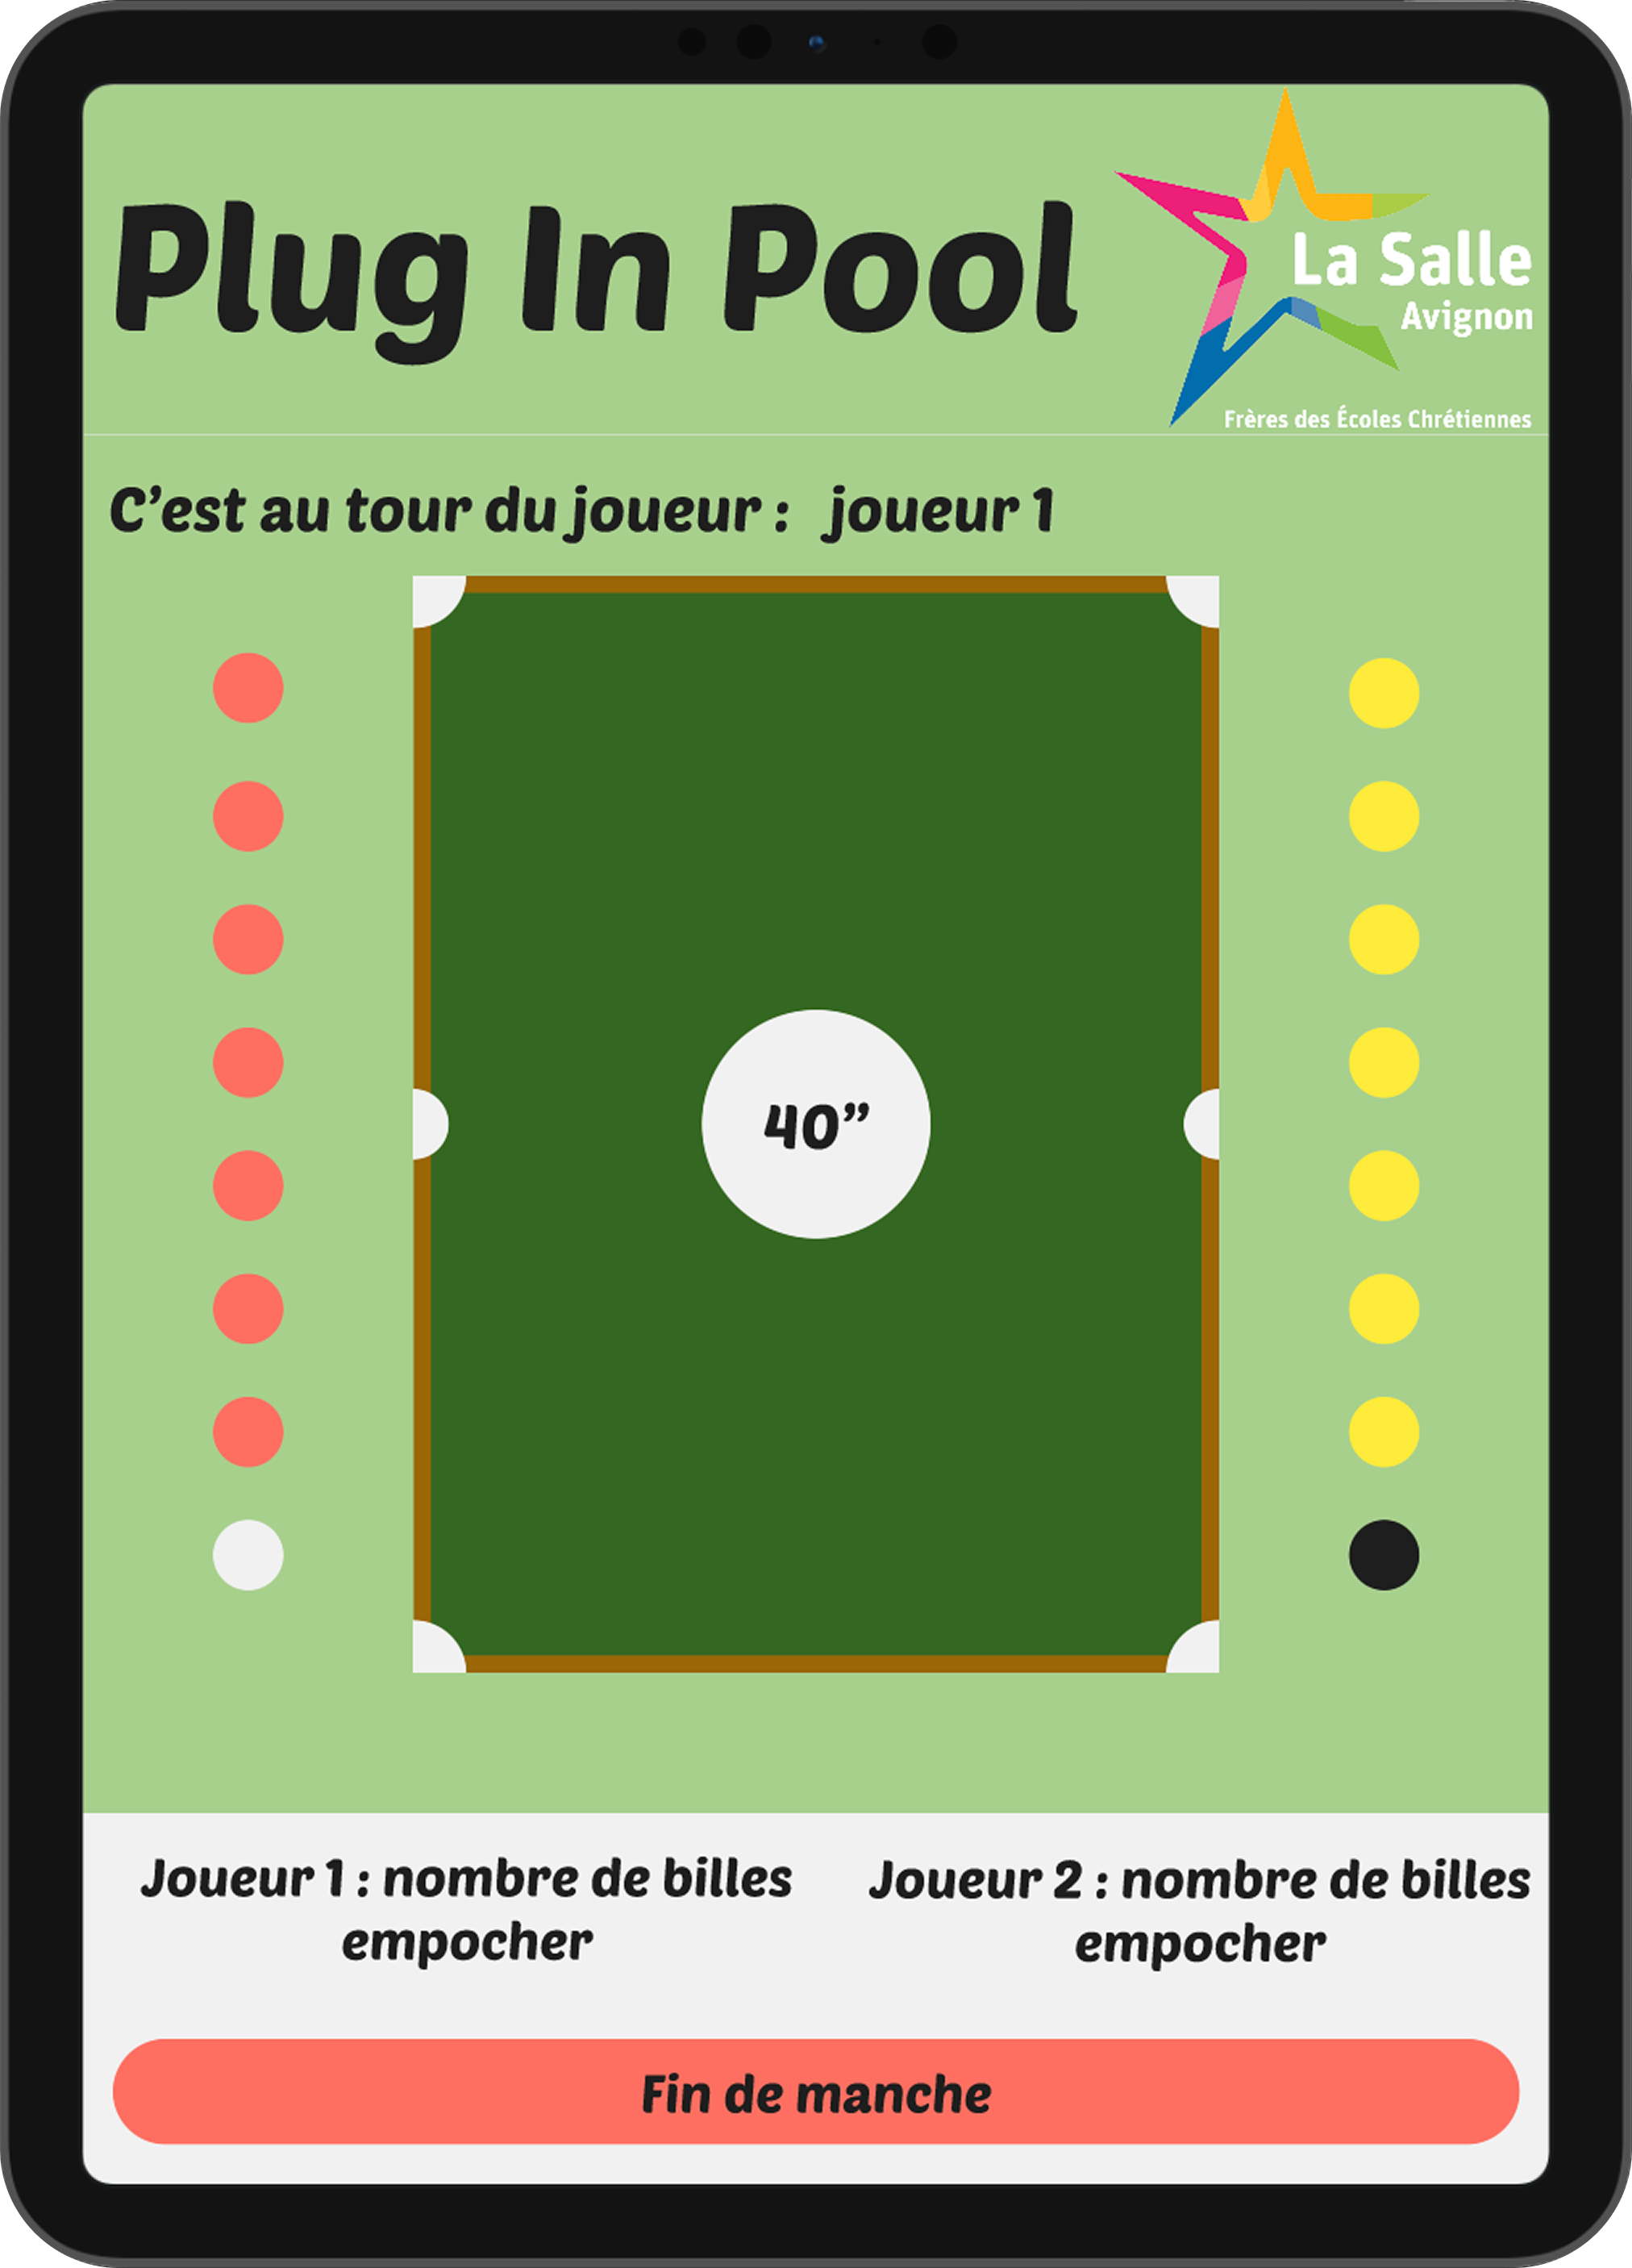 Plug In Pool
La Salle
Avignon
Frères des Écoles Chrétiennes
C’est au tour du joueur : joueur 1
40”
Joueur 1 : nombre de billes
empocher
Joueur 2 : nombre de billes
empocher
Fin de manche